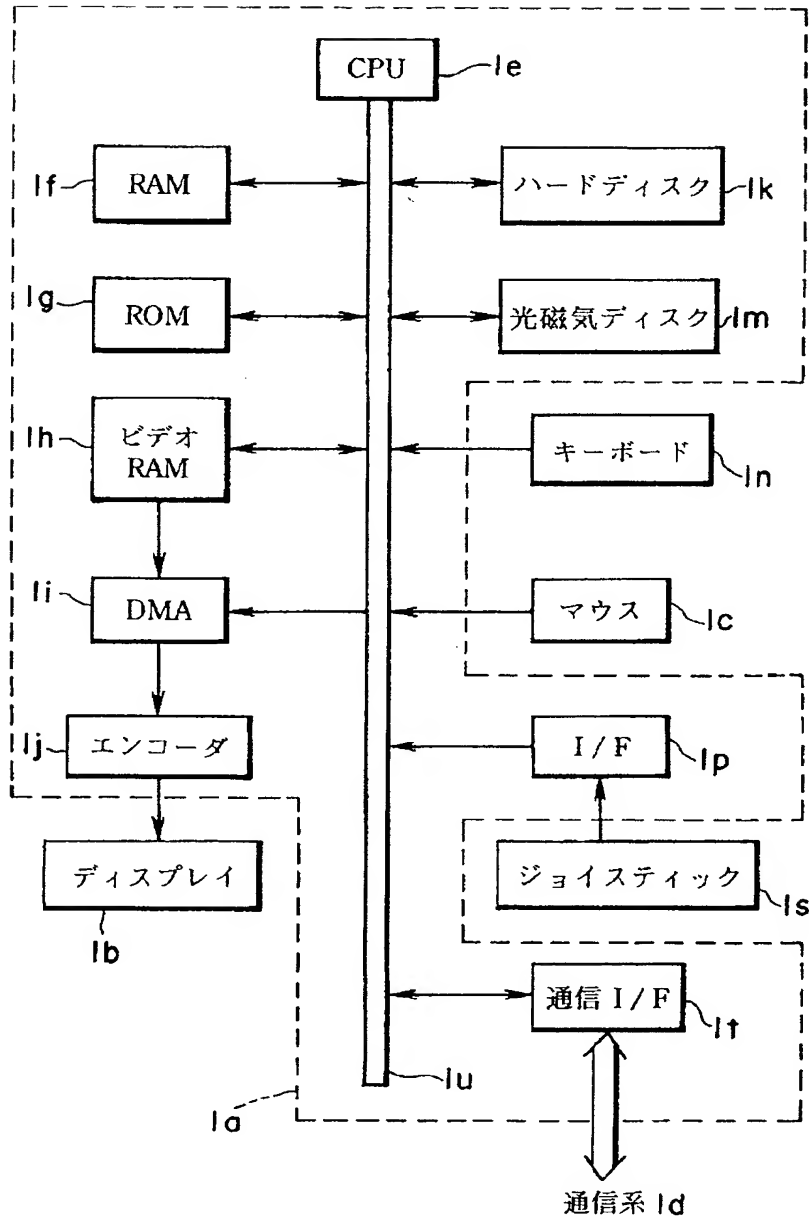 CPU
1e
1f
RAM
ハードディスク
1k
1g
ROM
光磁気ディスク
1m
1h
ビデオ
RAM
キーボード
1n
1i
DMA
マウス
1c
1j
エンコーダ
I/F
1p
ディスプレイ
1b
ジョイスティック
1s
通信 I/F
1t
1u
1a
通信系 1d